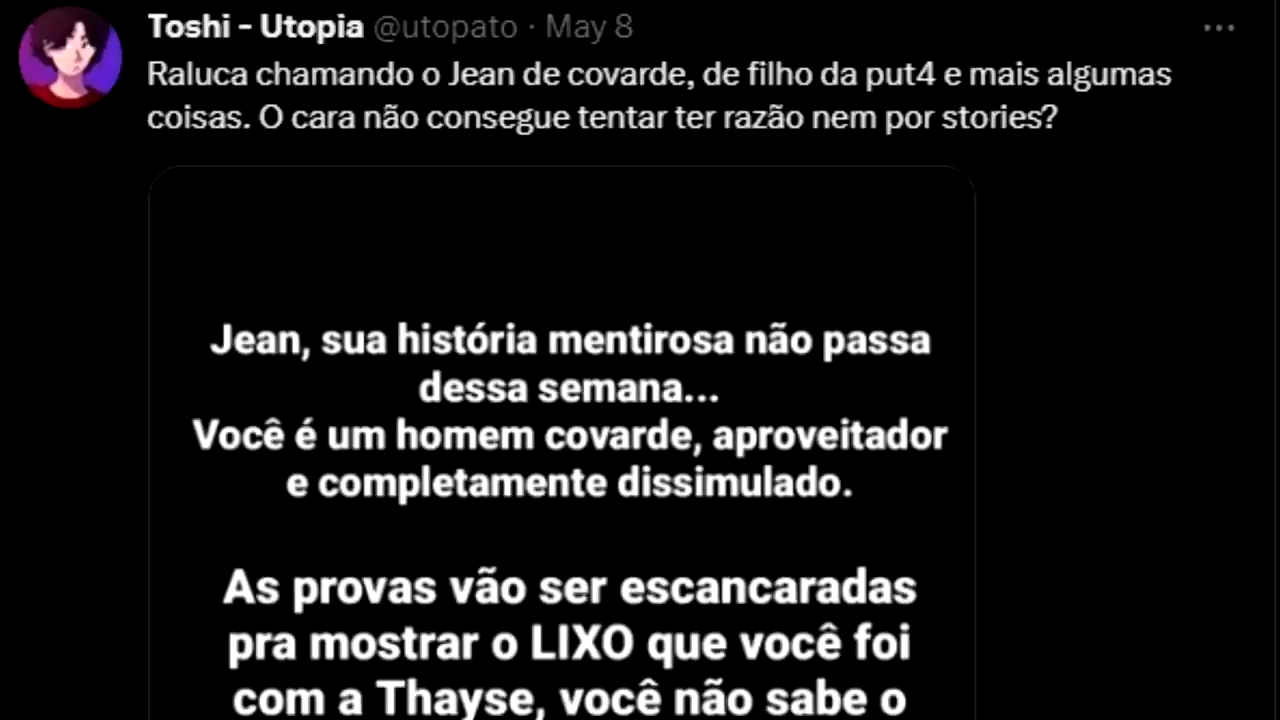 Toshi - Utopia @utopato · May 8
Raluca chamando o Jean de covarde, de filho da put4 e mais algumas
coisas. O cara não consegue tentar ter razão nem por stories?
Jean, sua história mentirosa não passa
dessa semana...
Você é um homem covarde, aproveitador
e completamente dissimulado.
As provas vão ser escancaradas
pra mostrar o LIXO que você foi
com a Thayse, você não sabe o